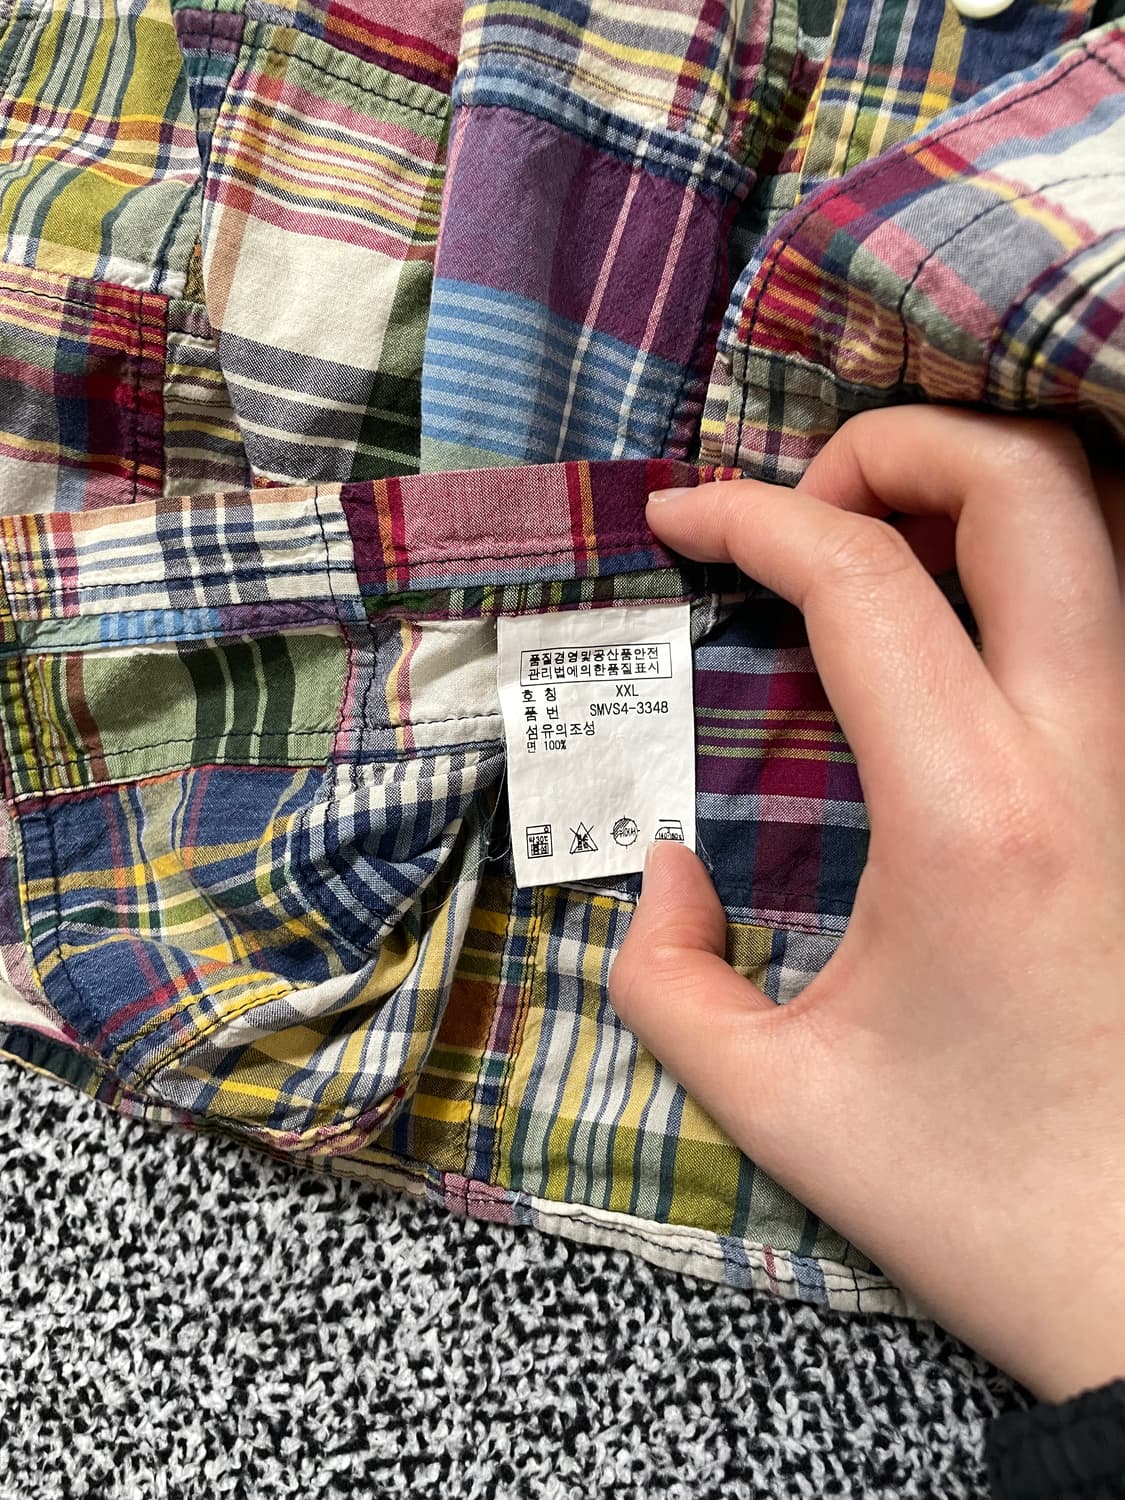 품질경영및공산품안전
관리법에의한품질표시
호 칭 XXL
품 번 SMVS4-3348
섬유의조성
면 100%